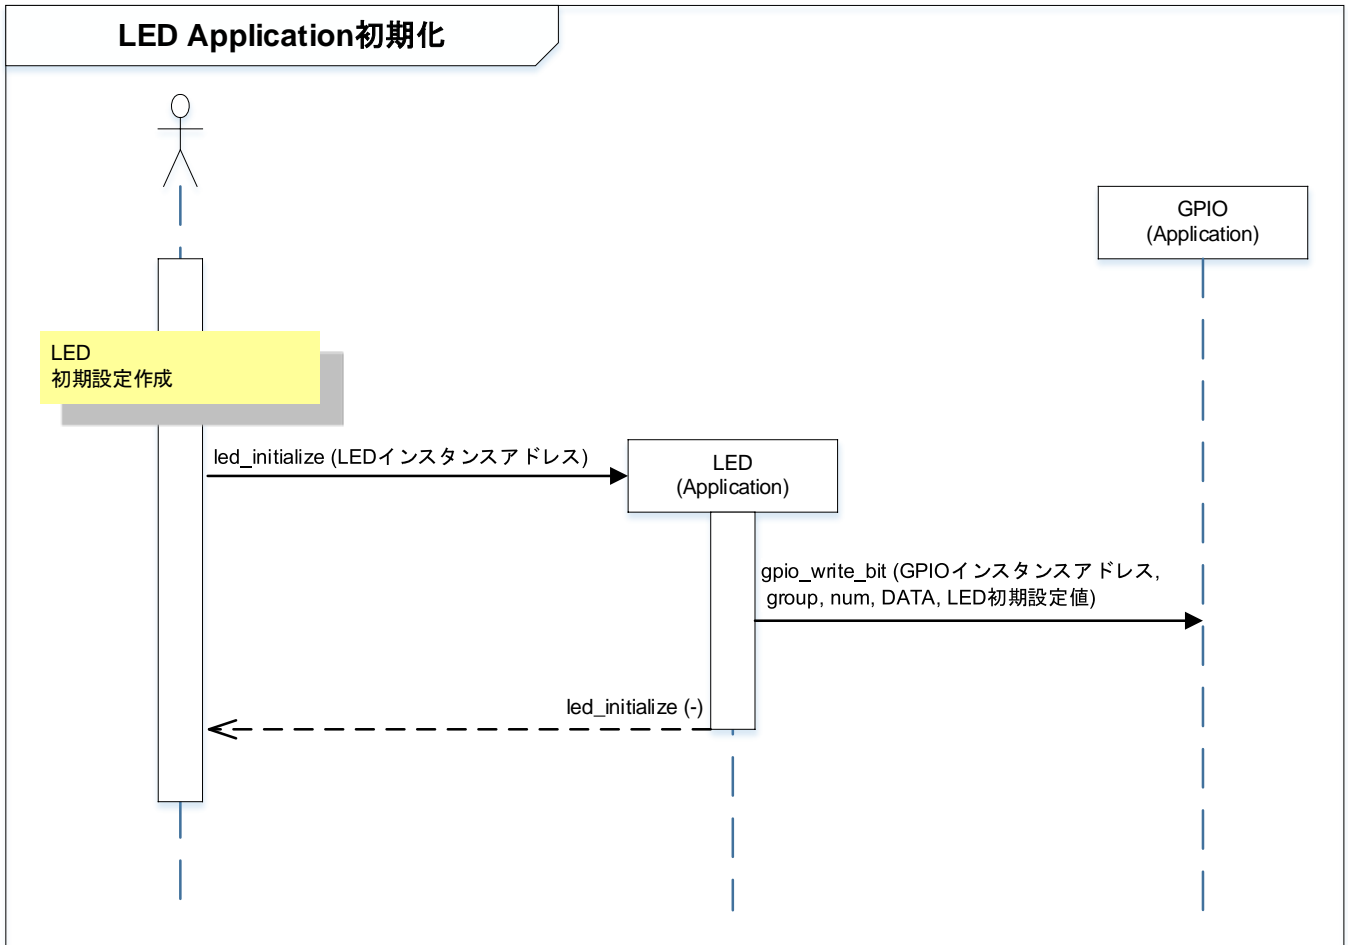 LED Application初期化
GPIO
(Application)
LED
初期設定作成
led_initialize (LEDインスタンスアドレス)
LED
(Application)
gpio_write_bit (GPIOインスタンスアドレス,
group, num, DATA, LED初期設定値)
led_initialize (-)